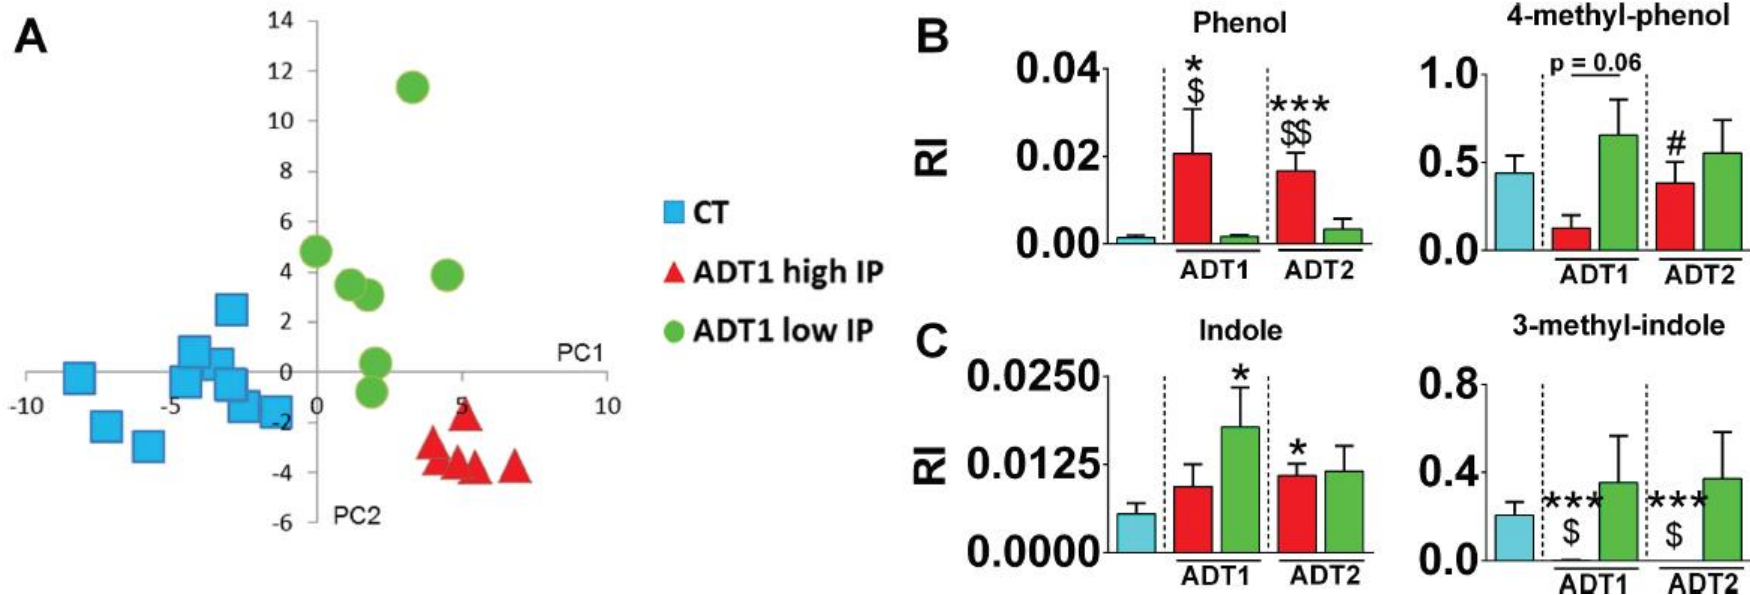 A
14
12
10
8
6
4
2
0
-2
-4
-6
-10
-5
0
5
10
PC1
PC2
CT
ADT1 high IP
ADT1 low IP
B
Phenol
RI
0.04
0.02
0.00
*
$
***
$$
ADT1
ADT2
4-methyl-phenol
1.0
0.5
0.0
p = 0.06
#
ADT1
ADT2
C
Indole
RI
0.0250
0.0125
0.0000
*
*
ADT1
ADT2
3-methyl-indole
0.8
0.4
0.0
***
$
***
$
ADT1
ADT2